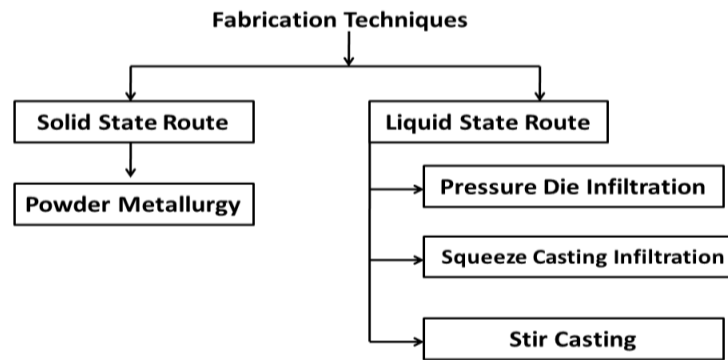 Fabrication Techniques
Solid State Route
Liquid State Route
Powder Metallurgy
Pressure Die Infiltration
Squeeze Casting Infiltration
Stir Casting